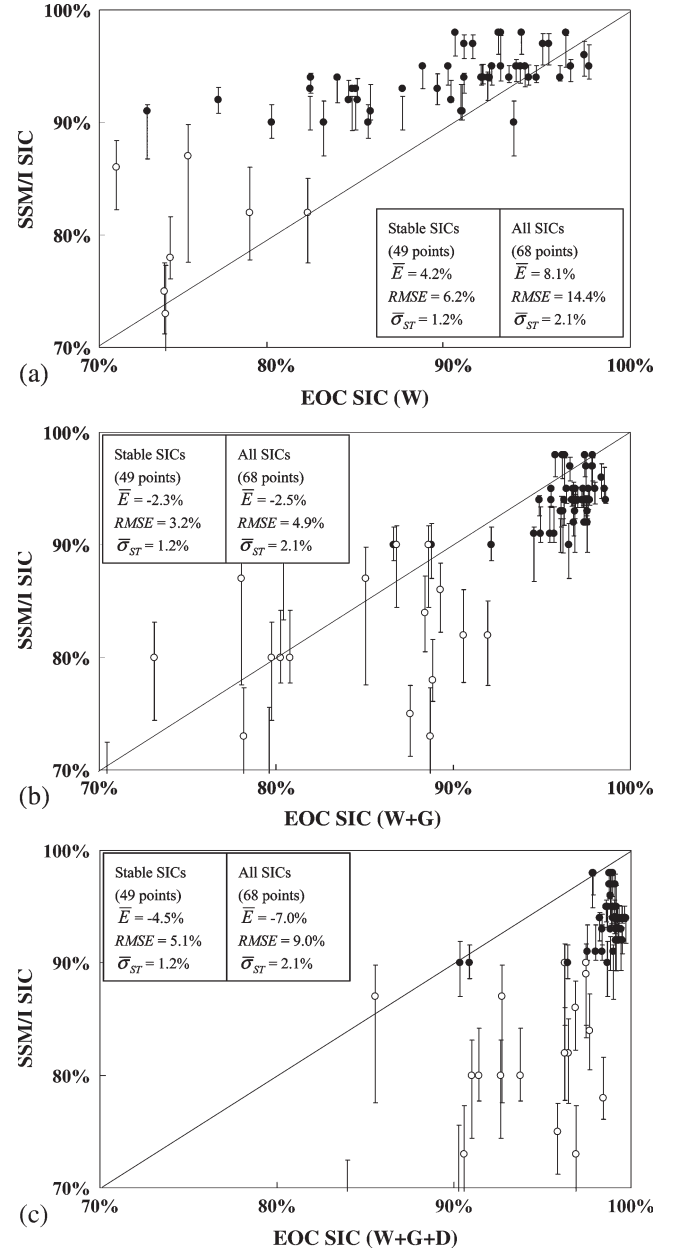 100%
90%
80%
70%
SSM/I SIC
Stable SICs All SICs
(49 points) (68 points)
E̅ = 4.2% E̅ = 8.1%
RMSE = 6.2% RMSE = 14.4%
σ̅ST = 1.2% σ̅ST = 2.1%
70% 80% 90% 100%
(a)
EOC SIC (W)
100%
90%
80%
70%
SSM/I SIC
Stable SICs All SICs
(49 points) (68 points)
E̅ = -2.3% E̅ = -2.5%
RMSE = 3.2% RMSE = 4.9%
σ̅ST = 1.2% σ̅ST = 2.1%
70% 80% 90% 100%
(b)
EOC SIC (W+G)
100%
90%
80%
70%
SSM/I SIC
Stable SICs All SICs
(49 points) (68 points)
E̅ = -4.5% E̅ = -7.0%
RMSE = 5.1% RMSE = 9.0%
σ̅ST = 1.2% σ̅ST = 2.1%
70% 80% 90% 100%
(c)
EOC SIC (W+G+D)